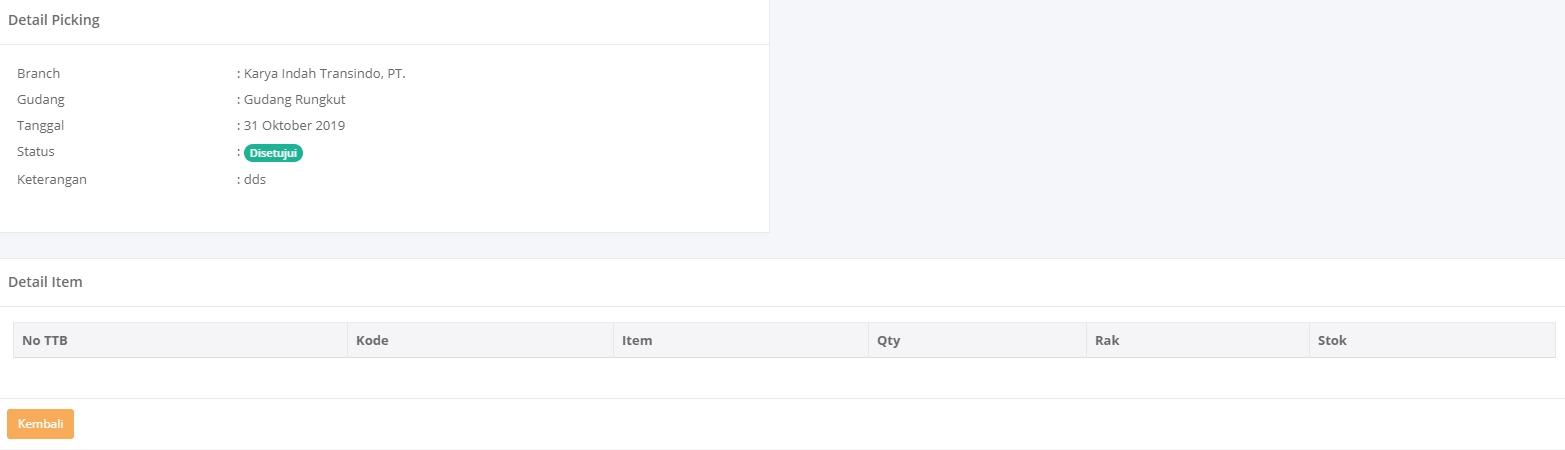 Detail Picking
Branch : Karya Indah Transindo, PT.
Gudang : Gudang Rungkut
Tanggal : 31 Oktober 2019
Status : Disetujui
Keterangan : dds
Detail Item
No TTB Kode Item Qty Rak Stok
Kembali